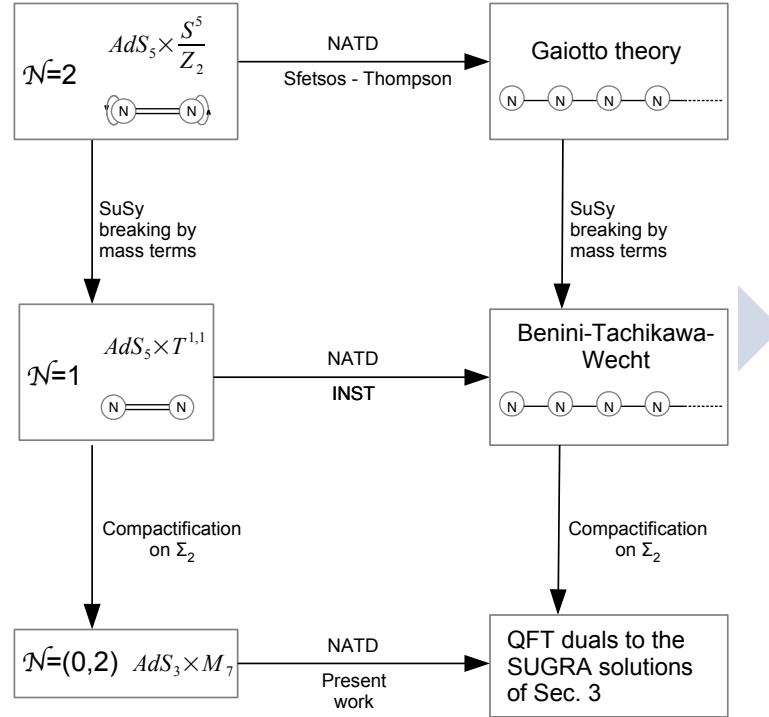 AdS₅ × S⁵/Z₂
𝒩=2
N N
NATD
Sfetsos - Thompson
Gaiotto theory
N N N N
SuSy
breaking by
mass terms
SuSy
breaking by
mass terms
AdS₅ × T¹,¹
𝒩=1
N N
NATD
INST
Benini-Tachikawa-
Wecht
N N N N
Compactification
on Σ₂
Compactification
on Σ₂
𝒩=(0,2) AdS₃ × M₇
NATD
Present
work
QFT duals to the
SUGRA solutions
of Sec. 3